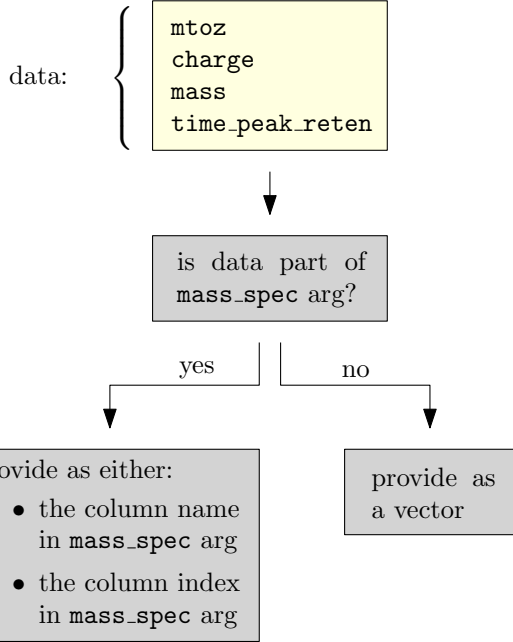 mtoz
charge
data:
mass
time_peak_reten
is data part of
mass_spec arg?
yes
no
ovide as either:
• the column name
in mass_spec arg
• the column index
in mass_spec arg
provide as
a vector